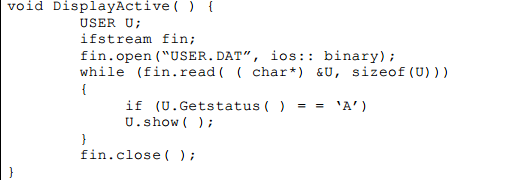 void DisplayActive( ) {
USER U;
ifstream fin;
fin.open(“USER.DAT”, ios:: binary);
while (fin.read( ( char*) &U, sizeof(U)))
{
if (U.Getstatus( ) = = ‘A’)
U.show( );
}
fin.close( );
}